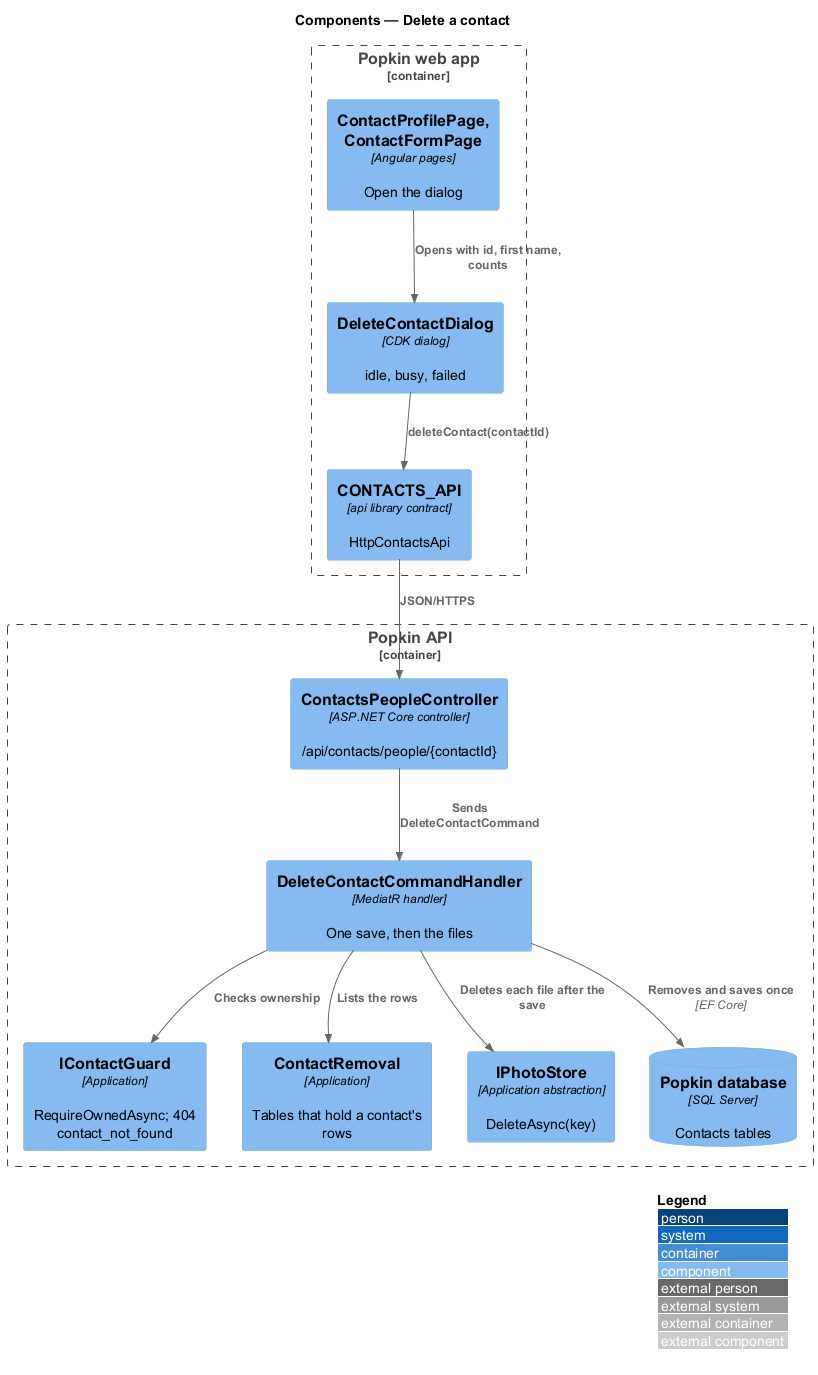 Components — Delete a contact
Popkin web app
[container]
ContactProfilePage,
ContactFormPage
[Angular pages]
Open the dialog
Opens with id, first name,
counts
DeleteContactDialog
[CDK dialog]
idle, busy, failed
deleteContact(contactId)
CONTACTS_API
[api library contract]
HttpContactsApi
JSON/HTTPS
Popkin API
[container]
ContactsPeopleController
[ASP.NET Core controller]
/api/contacts/people/{contactId}
Sends
DeleteContactCommand
DeleteContactCommandHandler
[MediatR handler]
One save, then the files
Checks ownership
Lists the rows
Deletes each file after the
save
Removes and saves once
[EF Core]
IContactGuard
[Application]
RequireOwnedAsync; 404
contact_not_found
ContactRemoval
[Application]
Tables that hold a contact's
rows
IPhotoStore
[Application abstraction]
DeleteAsync(key)
Popkin database
[SQL Server]
Contacts tables
Legend
person
system
container
component
external person
external system
external container
external component